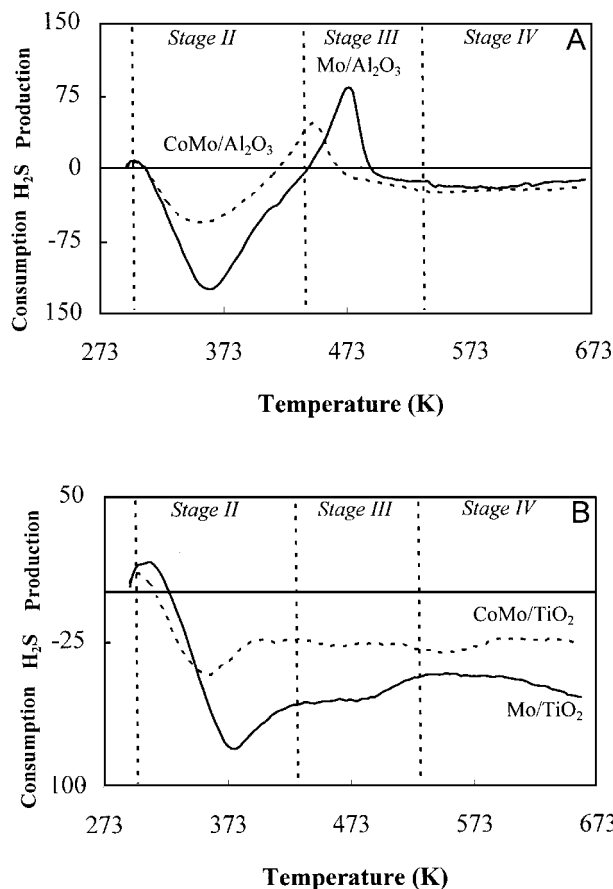 150
Stage II Stage III Stage IV A
Mo/Al₂O₃
75
CoMo/Al₂O₃
0
-75
150
Consumption H₂S Production
273 373 473 573 673
Temperature (K)
50
Stage II Stage III Stage IV B
CoMo/TiO₂
-25
Mo/TiO₂
100
Consumption H₂S Production
273 373 473 573 673
Temperature (K)